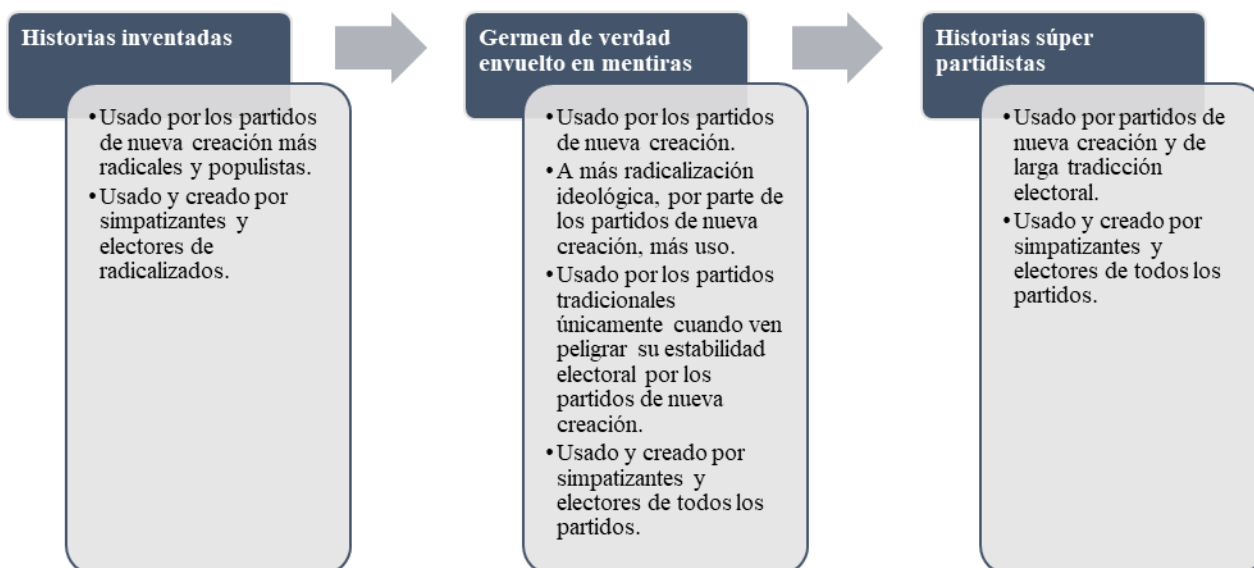 Historias inventadas
•Usado por los partidos
de nueva creación más
radicales y populistas.
•Usado y creado por
simpatizantes y
electores de
radicalizados.
Germen de verdad
envuelto en mentiras
•Usado por los partidos
de nueva creación.
•A más radicalización
ideológica, por parte de
los partidos de nueva
creación, más uso.
•Usado por los partidos
tradicionales
únicamente cuando ven
peligrar su estabilidad
electoral por los
partidos de nueva
creación.
•Usado y creado por
simpatizantes y
electores de todos los
partidos.
Historias súper
partidistas
•Usado por partidos de
nueva creación y de
larga tradicción
electoral.
•Usado y creado por
simpatizantes y
electores de todos los
partidos.